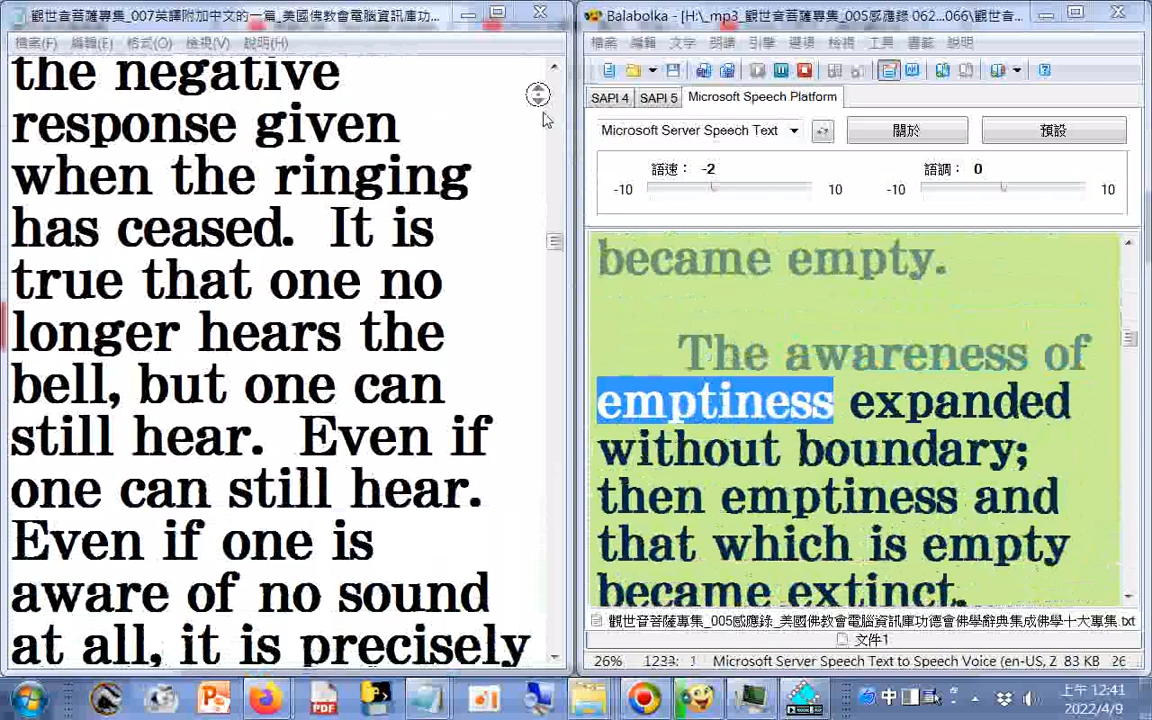 觀世音菩薩專集_007英譯附加中文的一篇_美國佛教會電腦資訊庫功...
檔案(F) 編輯(E) 格式(O) 檢視(V) 說明(H)
the negative
response given
when the ringing
has ceased. It is
true that one no
longer hears the
bell, but one can
still hear. Even if
one can still hear.
Even if one is
aware of no sound
at all, it is precisely
Balabolka - [H:\_mp3_觀世音菩薩專集_005感應錄 062...066\觀世音...
檔案 編輯 文字 朗讀 引擎 選項 檢視 工具 書籤 說明
SAPI 4 SAPI 5 Microsoft Speech Platform
Microsoft Server Speech Text 關於 預設
語速： -2 語調： 0
-10 10 -10 10
became empty.
The awareness of
emptiness expanded
without boundary;
then emptiness and
that which is empty
became extinct.
觀世音菩薩專集_005感應錄_美國佛教會電腦資訊庫功德會佛學辭典集成佛學十大專集 txt
文件1
26% 1233: 1 Microsoft Server Speech Text to Speech Voice (en-US, Z 83 KB 26
PDF 中 上午 12:41
2022/4/9